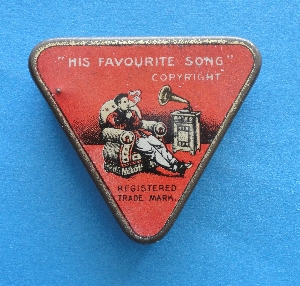 "HIS FAVOURITE SONG"
COPYRIGHT
REGISTERED
TRADE MARK.